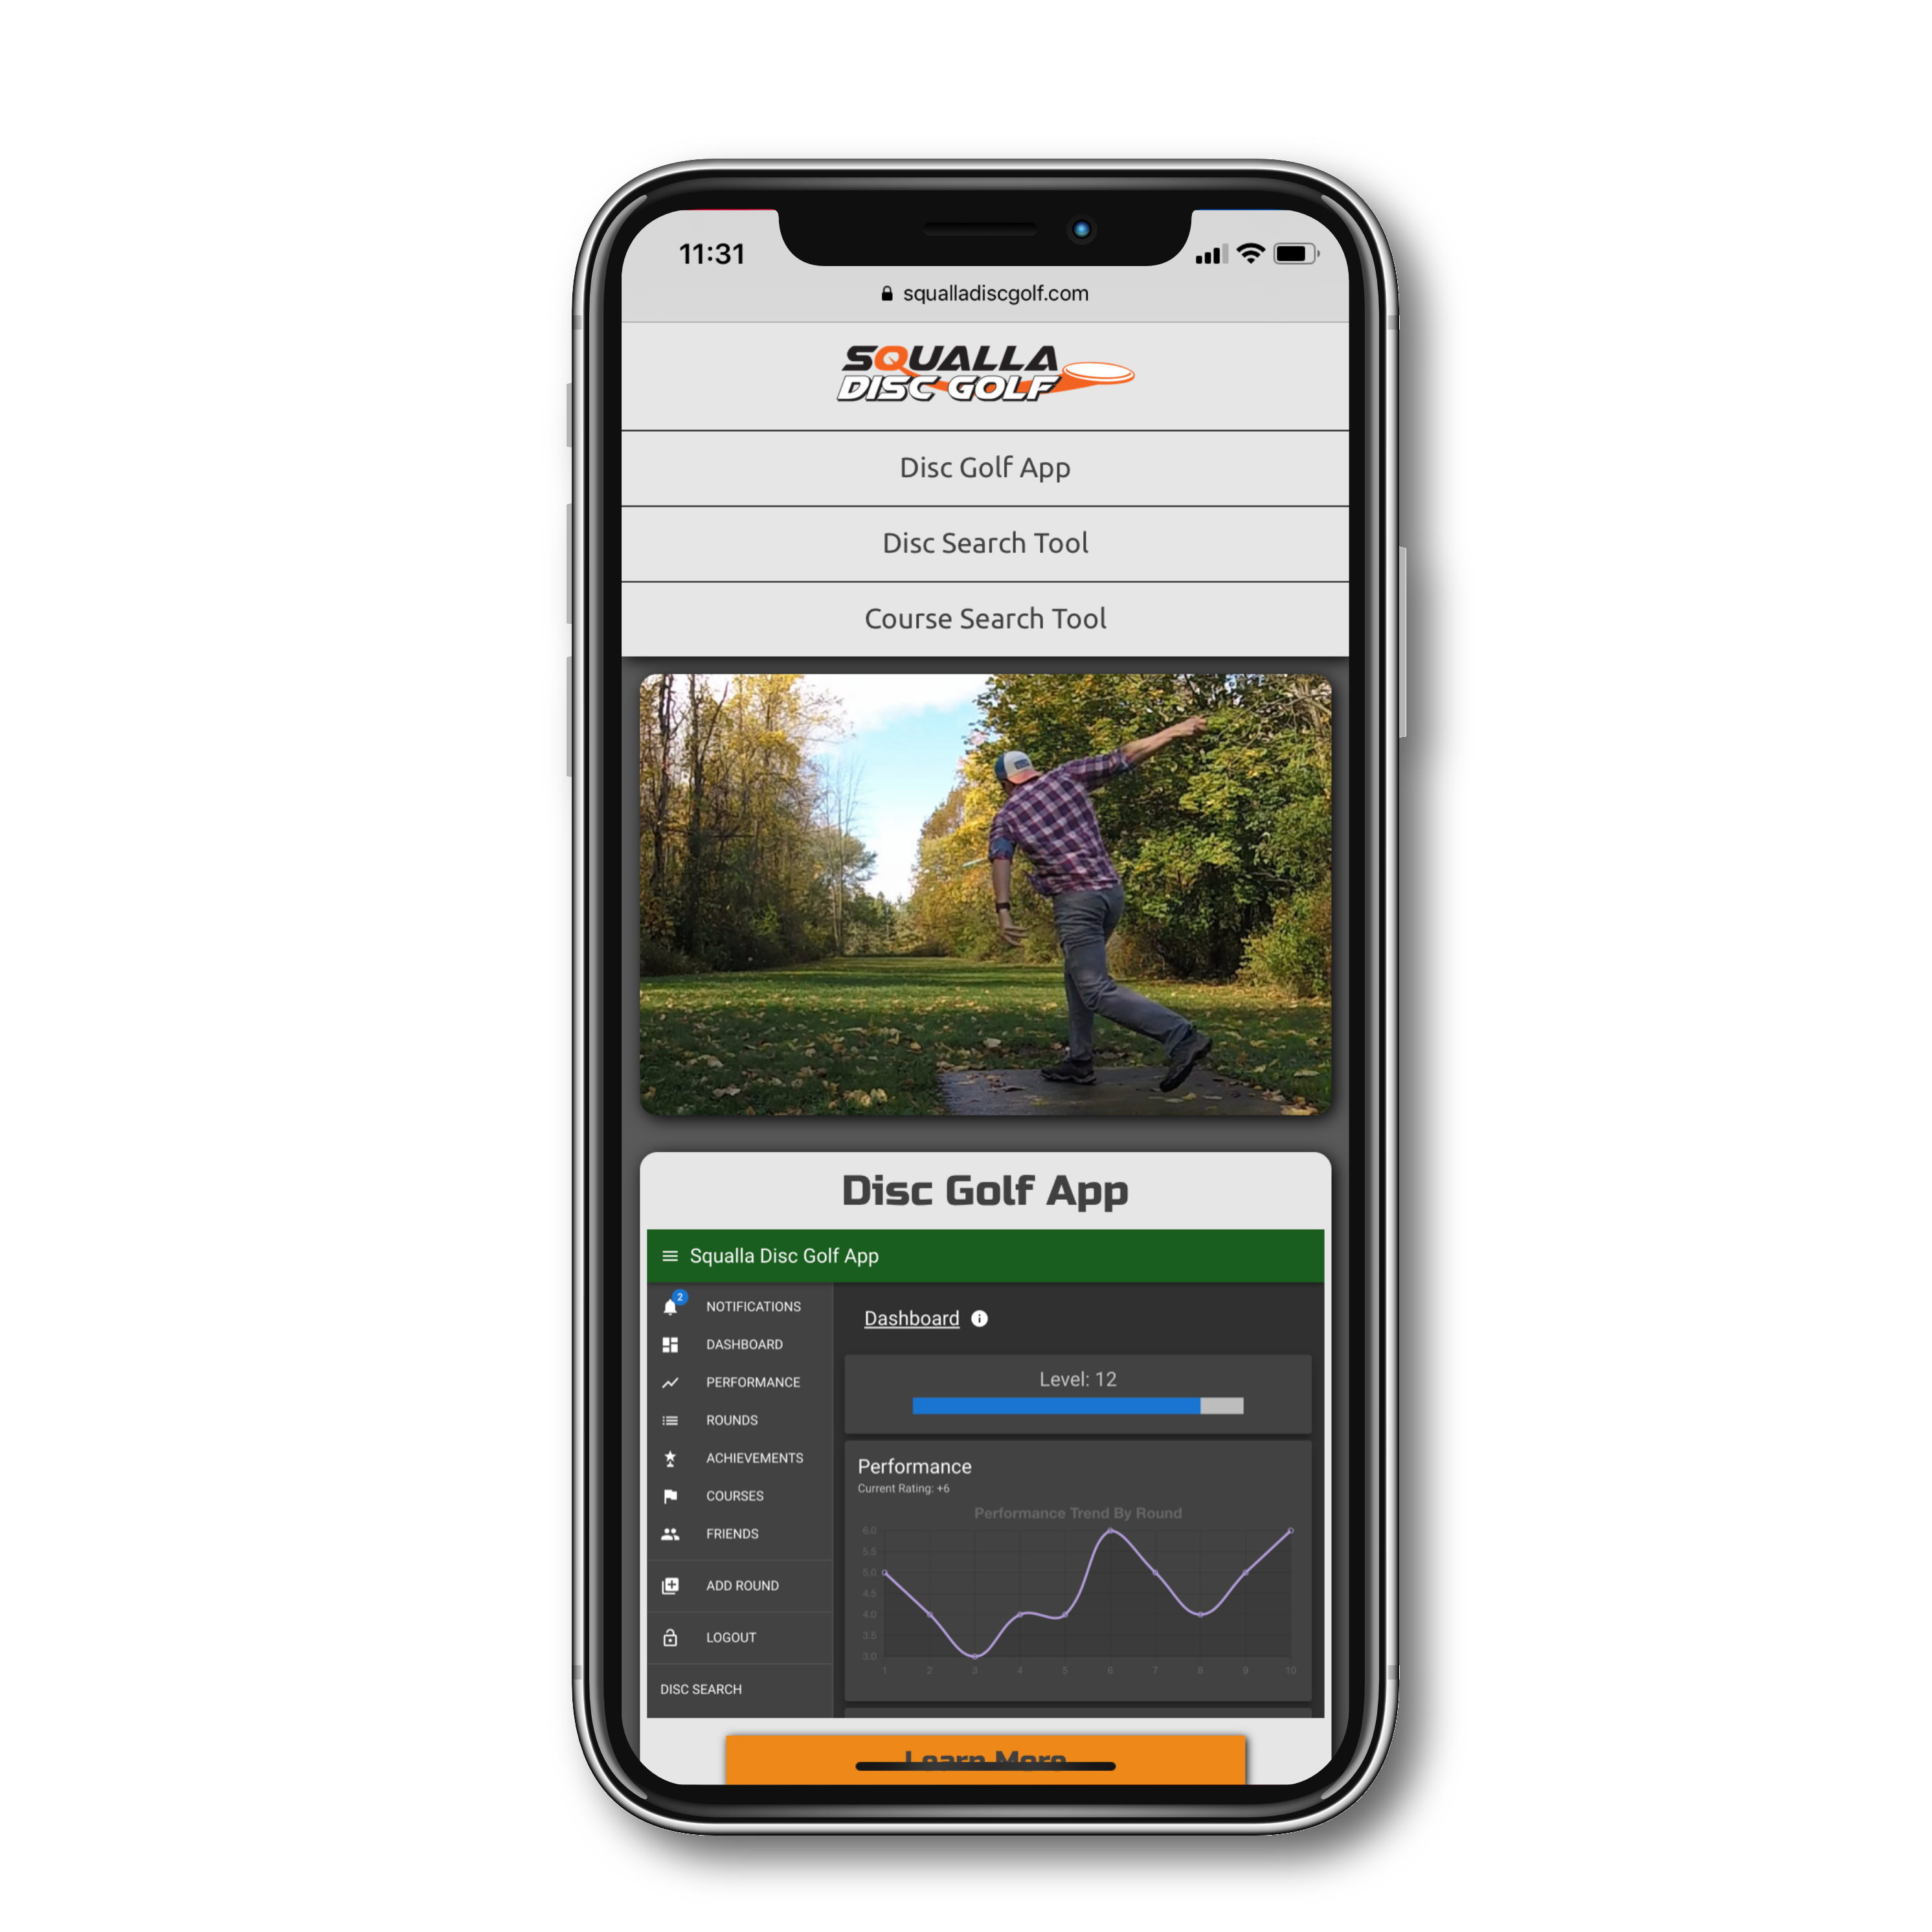 11:31
squalladiscgolf.com
SQUALLA
DISC GOLF
Disc Golf App
Disc Search Tool
Course Search Tool
Disc Golf App
Squalla Disc Golf App
2
NOTIFICATIONS
DASHBOARD
PERFORMANCE
ROUNDS
ACHIEVEMENTS
COURSES
FRIENDS
ADD ROUND
LOGOUT
DISC SEARCH
Dashboard
Level: 12
Performance
Current Rating: +6
Performance Trend By Round
6.0
5.5
5.0
4.5
4.0
3.5
3.0
1 2 3 4 5 6 7 8 9 10
Learn More